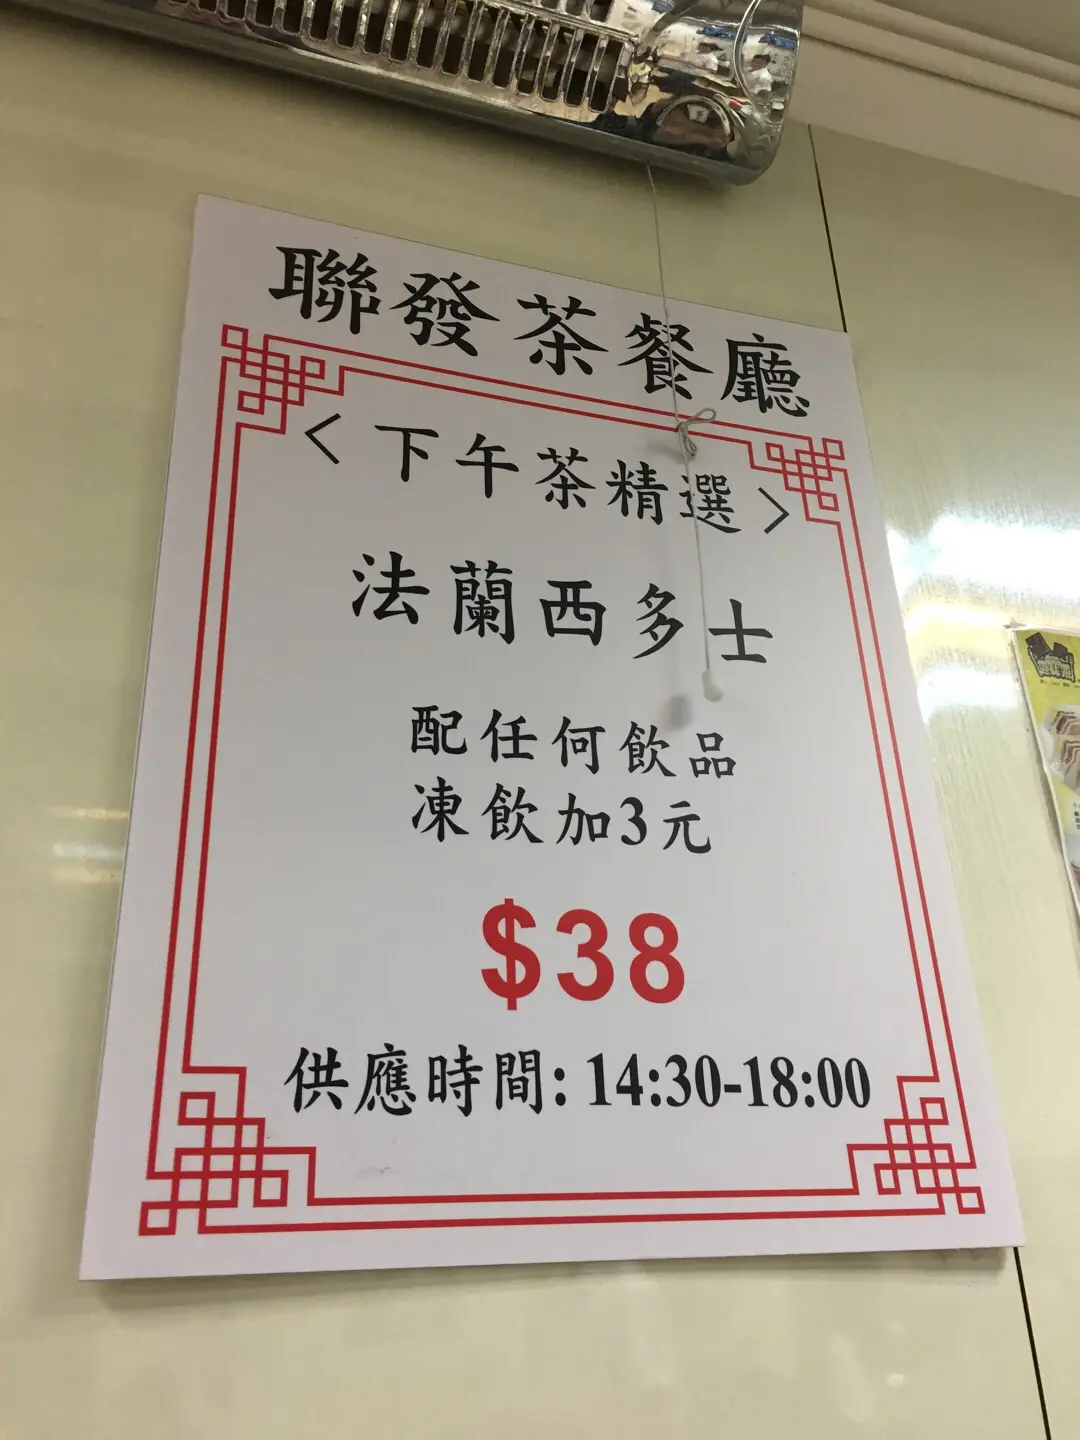 聯發茶餐廳
<下午茶精選>
法蘭西多士
配任何飲品
凍飲加3元
$38
供應時間: 14:30-18:00